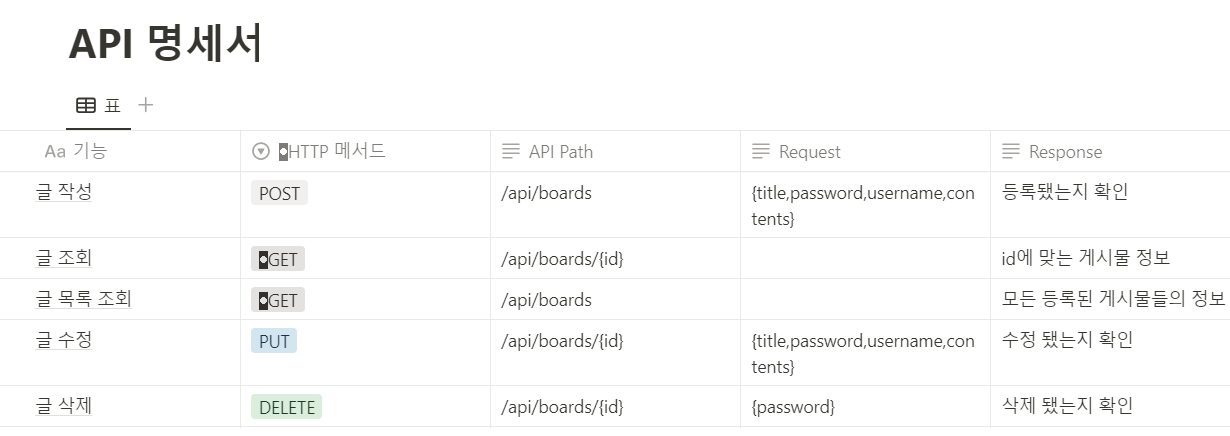 API 명세서
표
Aa 기능 HTTP 메서드 API Path Request Response
글 작성 POST /api/boards {title,password,username,con 등록됐는지 확인
tents}
글 조회 GET /api/boards/{id} id에 맞는 게시물 정보
글 목록 조회 GET /api/boards 모든 등록된 게시물들의 정보
글 수정 PUT /api/boards/{id} {title,password,username,con 수정 됐는지 확인
tents}
글 삭제 DELETE /api/boards/{id} {password} 삭제 됐는지 확인